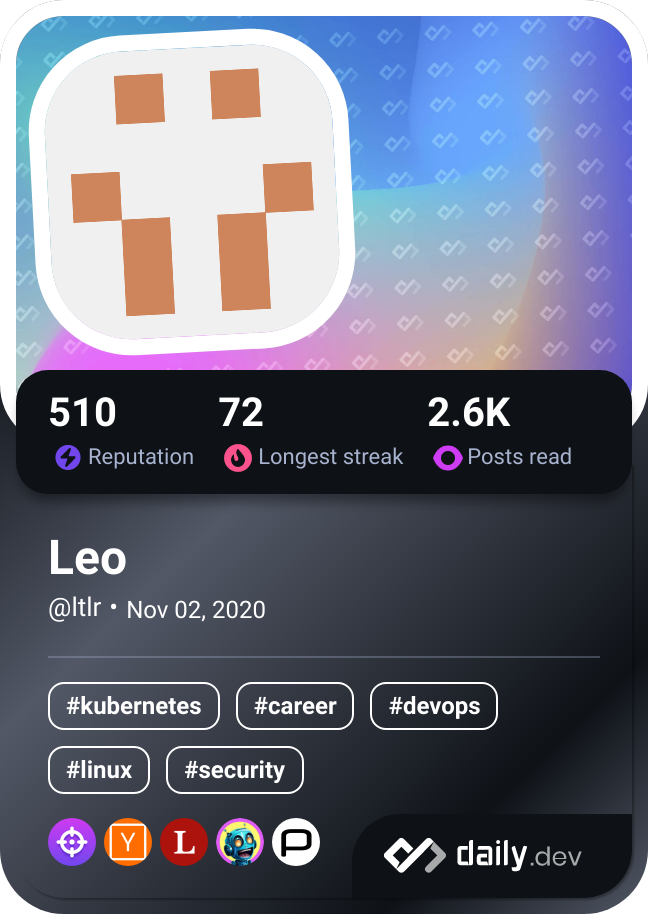 510 72 2.6K
Reputation Longest streak Posts read
Leo
@ltlr • Nov 02, 2020
#kubernetes #career #devops
#linux #security
Y L
daily.dev